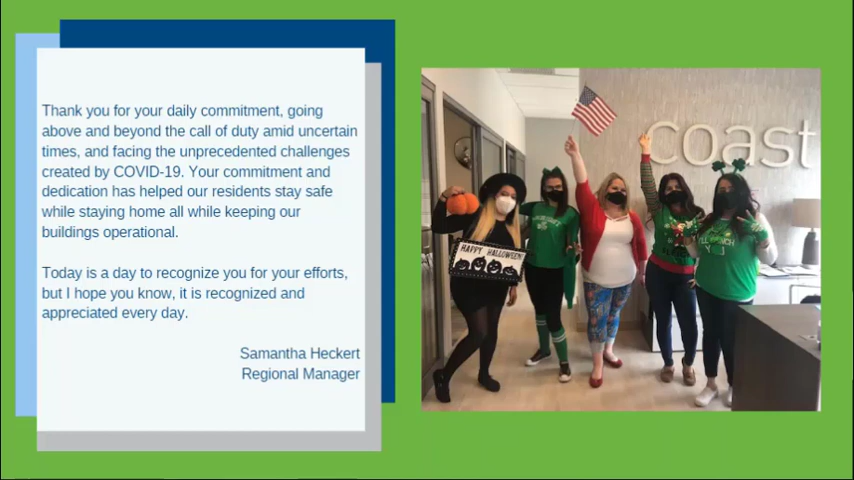 Thank you for your daily commitment, going
above and beyond the call of duty amid uncertain
times, and facing the unprecedented challenges
created by COVID-19. Your commitment and
dedication has helped our residents stay safe
while staying home all while keeping our
buildings operational.
Today is a day to recognize you for your efforts,
but I hope you know, it is recognized and
appreciated every day.
Samantha Heckert
Regional Manager
coast
HAPPY HALLOWEEN